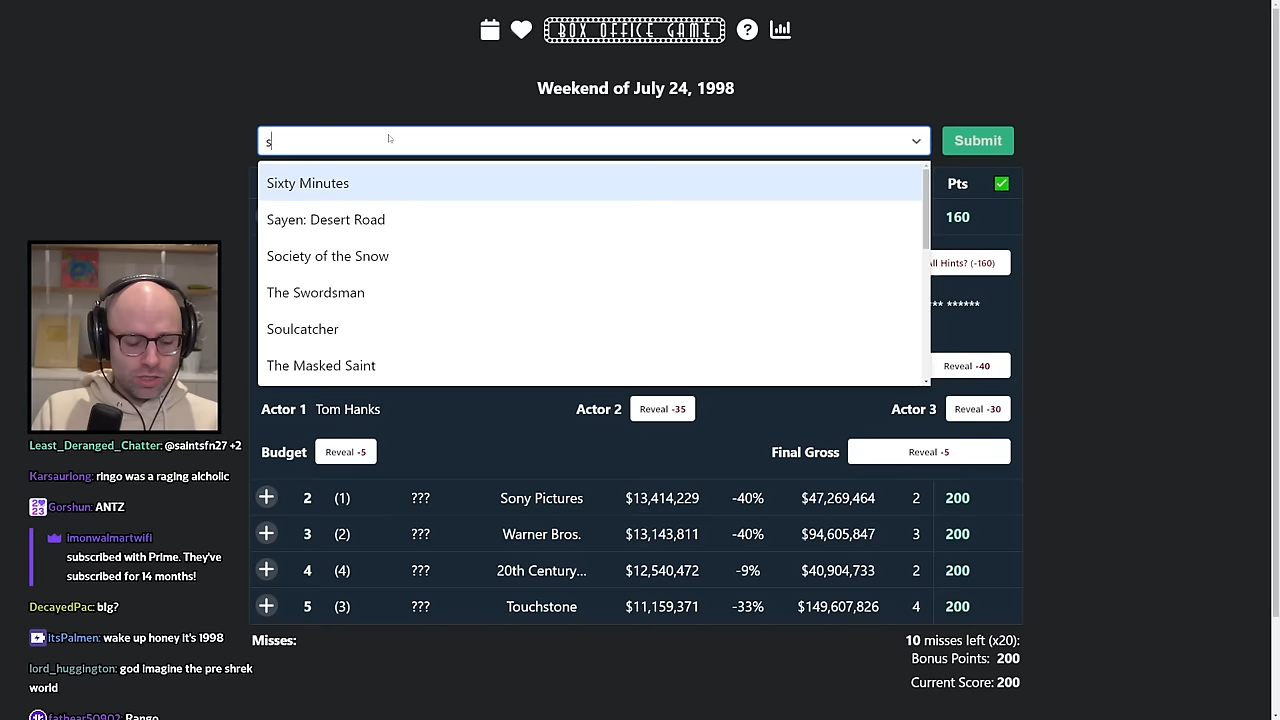 BOX OFFICE GAME
?
Weekend of July 24, 1998
s
Submit
Sixty Minutes
Sayen: Desert Road
Society of the Snow
The Swordsman
Soulcatcher
The Masked Saint
Pts
160
All Hints? (-160)
** ******
Reveal -40
Actor 1 Tom Hanks Actor 2 Reveal -35 Actor 3 Reveal -30
Budget Reveal -5 Final Gross Reveal -5
2 (1) ??? Sony Pictures $13,414,229 -40% $47,269,464 2 200
3 (2) ??? Warner Bros. $13,143,811 -40% $94,605,847 3 200
4 (4) ??? 20th Century... $12,540,472 -9% $40,904,733 2 200
5 (3) ??? Touchstone $11,159,371 -33% $149,607,826 4 200
Misses:
10 misses left (x20):
Bonus Points: 200
Current Score: 200
Least_Deranged_Chatter: @saintsfn27 +2
Karsaurlong: ringo was a raging alcholic
Gorshun: ANTZ
imonwalmartwifi
subscribed with Prime. They've
subscribed for 14 months!
DecayedPac: blg?
ItsPalmen: wake up honey it's 1998
lord_huggington: god imagine the pre shrek
world
fathear50902: Rango